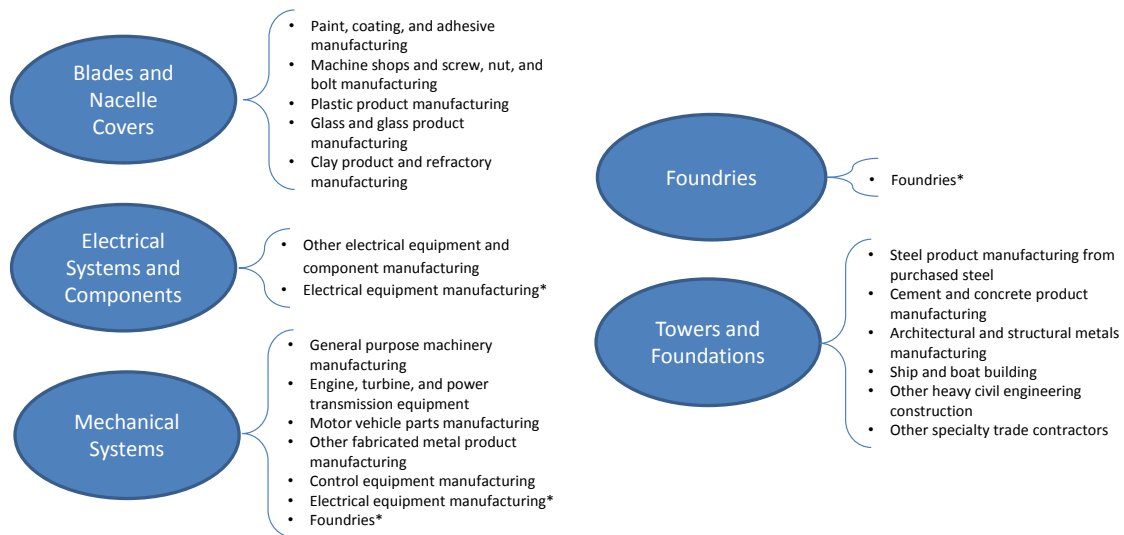 Blades and
Nacelle
Covers
• Paint, coating, and adhesive
manufacturing
• Machine shops and screw, nut, and
bolt manufacturing
• Plastic product manufacturing
• Glass and glass product
manufacturing
• Clay product and refractory
manufacturing
Electrical
Systems and
Components
• Other electrical equipment and
component manufacturing
• Electrical equipment manufacturing*
Mechanical
Systems
• General purpose machinery
manufacturing
• Engine, turbine, and power
transmission equipment
• Motor vehicle parts manufacturing
• Other fabricated metal product
manufacturing
• Control equipment manufacturing
• Electrical equipment manufacturing*
• Foundries*
Foundries
• Foundries*
Towers and
Foundations
• Steel product manufacturing from
purchased steel
• Cement and concrete product
manufacturing
• Architectural and structural metals
manufacturing
• Ship and boat building
• Other heavy civil engineering
construction
• Other specialty trade contractors